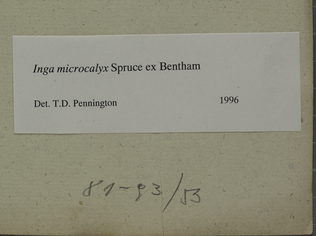 Inga microcalyx Spruce ex Bentham
Det. T.D. Pennington 1996
81-93/53